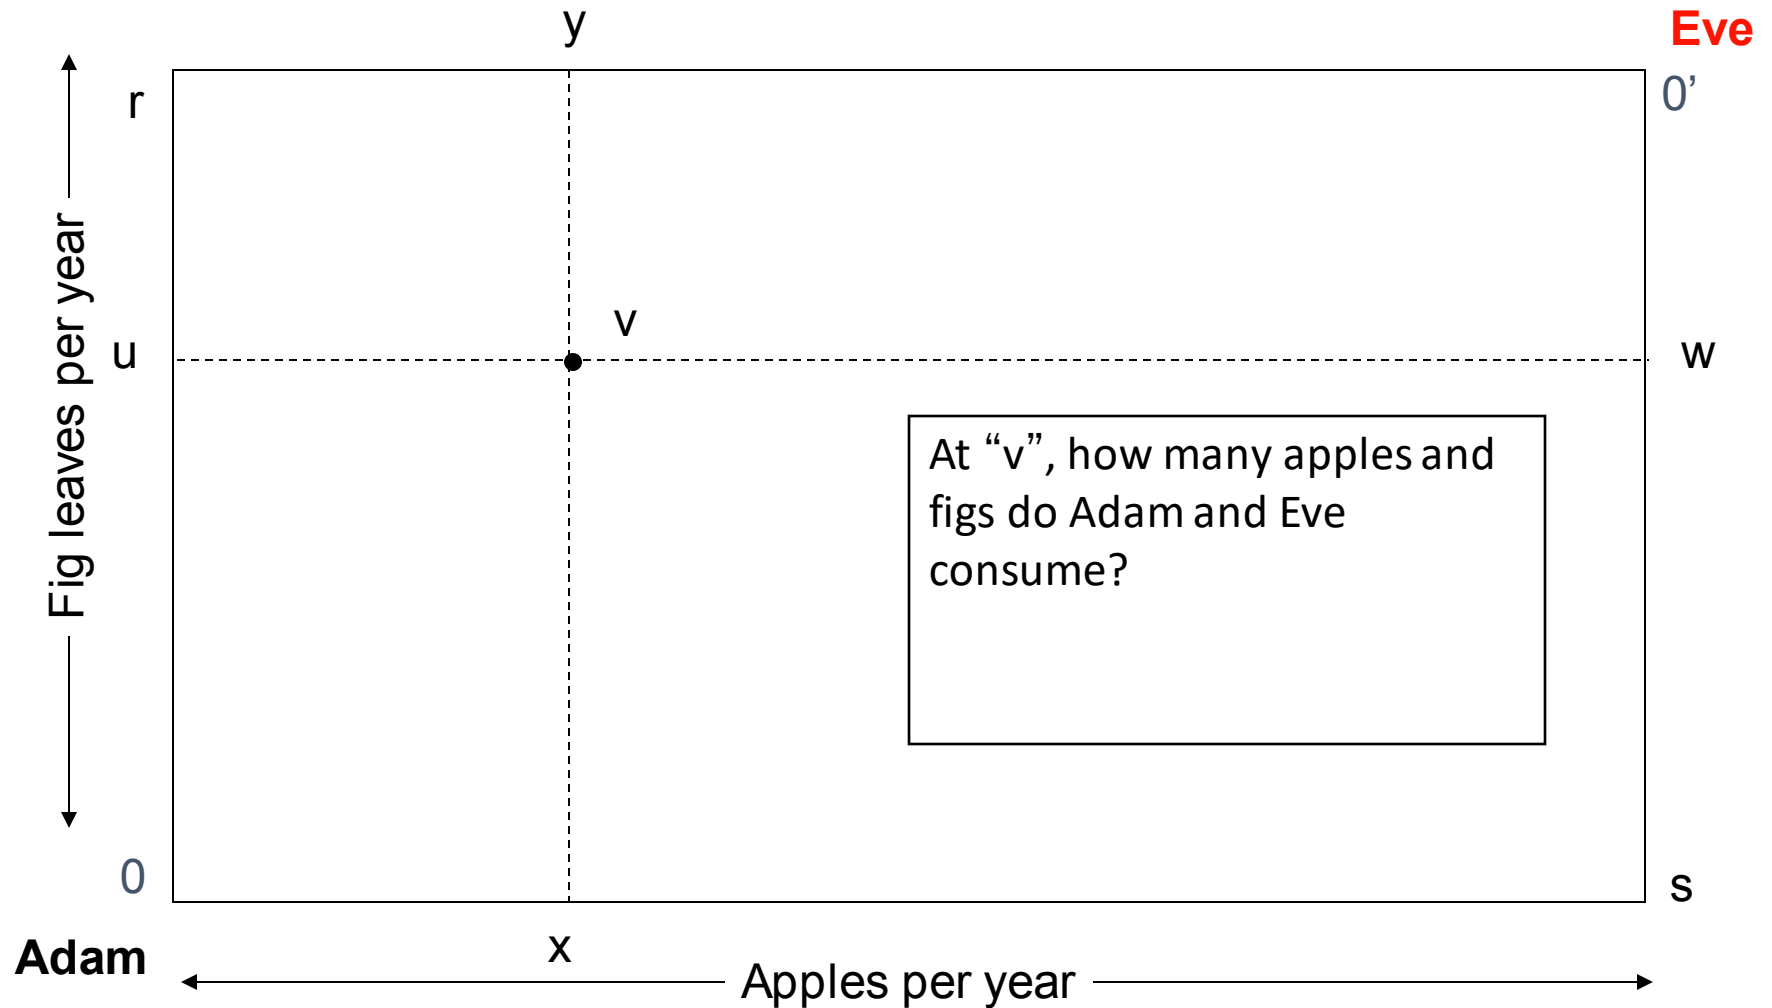 y
Eve
r
0’
Fig leaves per year
v
u
w
At “v”, how many apples and
figs do Adam and Eve
consume?
0
s
Adam
x
Apples per year